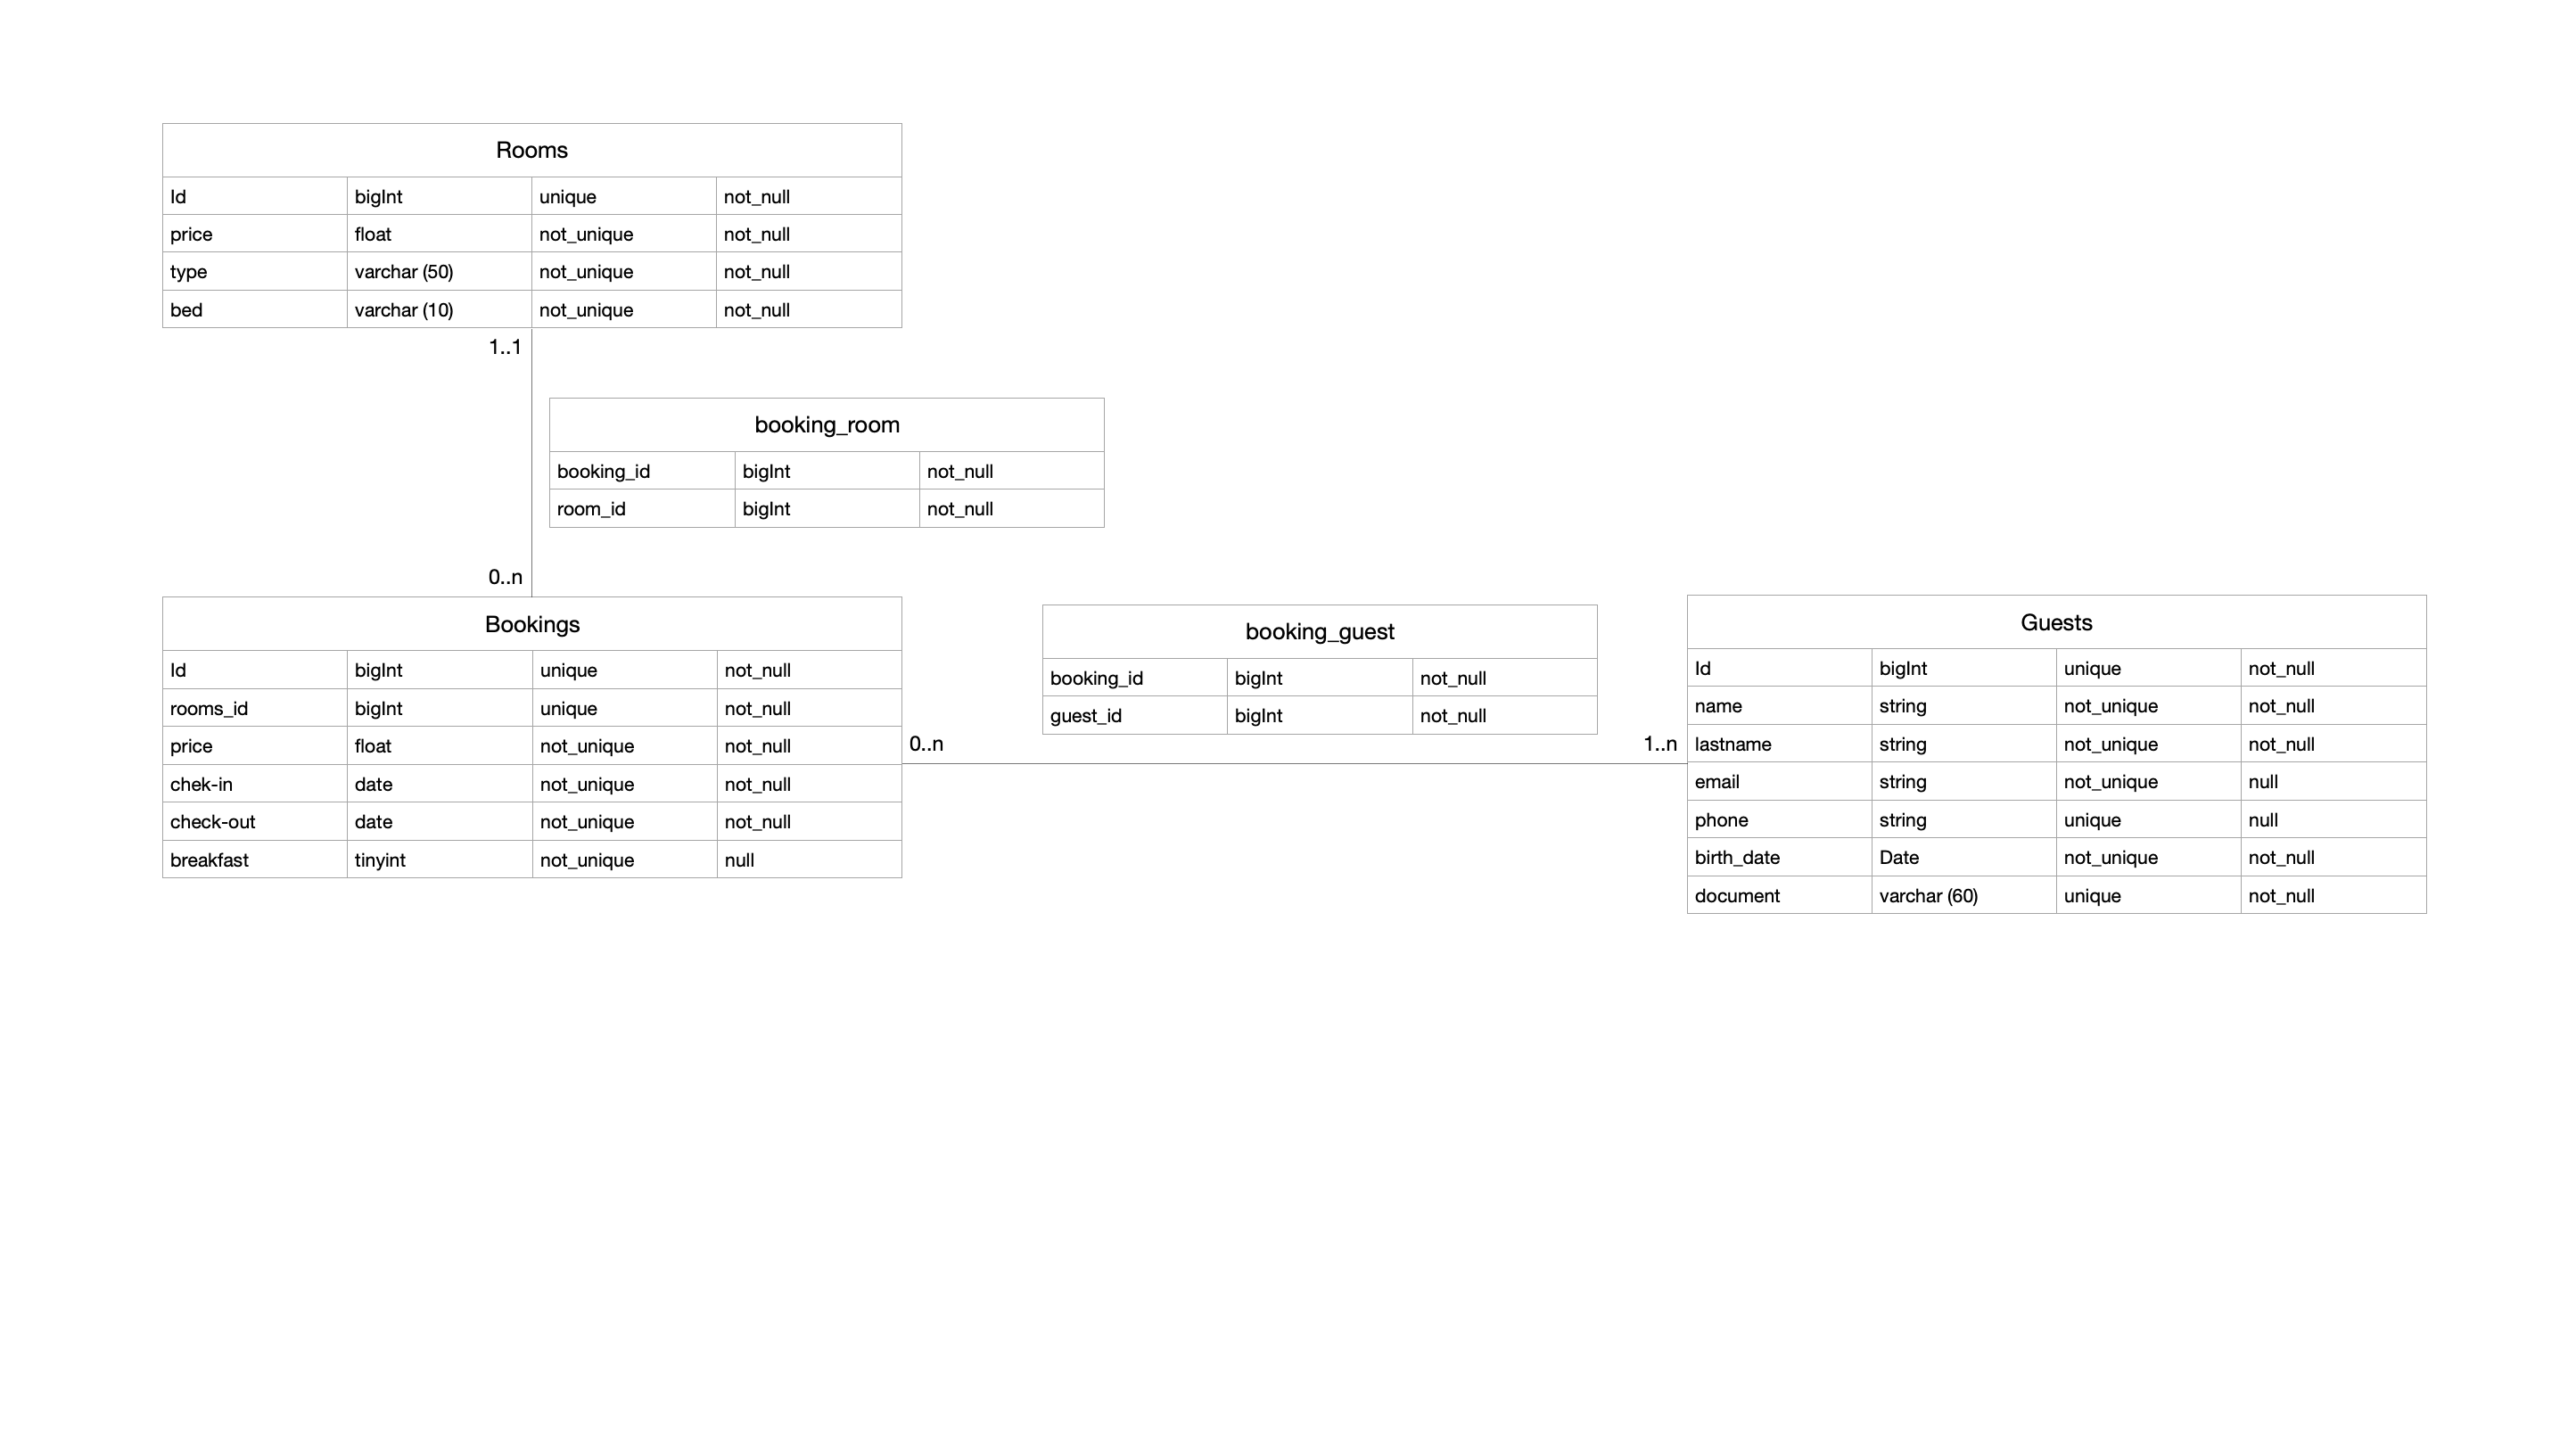 Rooms
Id bigInt unique not_null
price float not_unique not_null
type varchar (50) not_unique not_null
bed varchar (10) not_unique not_null
1..1
booking_room
booking_id bigInt not_null
room_id bigInt not_null
0..n
Bookings
Id bigInt unique not_null
rooms_id bigInt unique not_null
price float not_unique not_null
chek-in date not_unique not_null
check-out date not_unique not_null
breakfast tinyint not_unique null
booking_guest
booking_id bigInt not_null
guest_id bigInt not_null
0..n 1..n
Guests
Id bigInt unique not_null
name string not_unique not_null
lastname string not_unique not_null
email string not_unique null
phone string unique null
birth_date Date not_unique not_null
document varchar (60) unique not_null